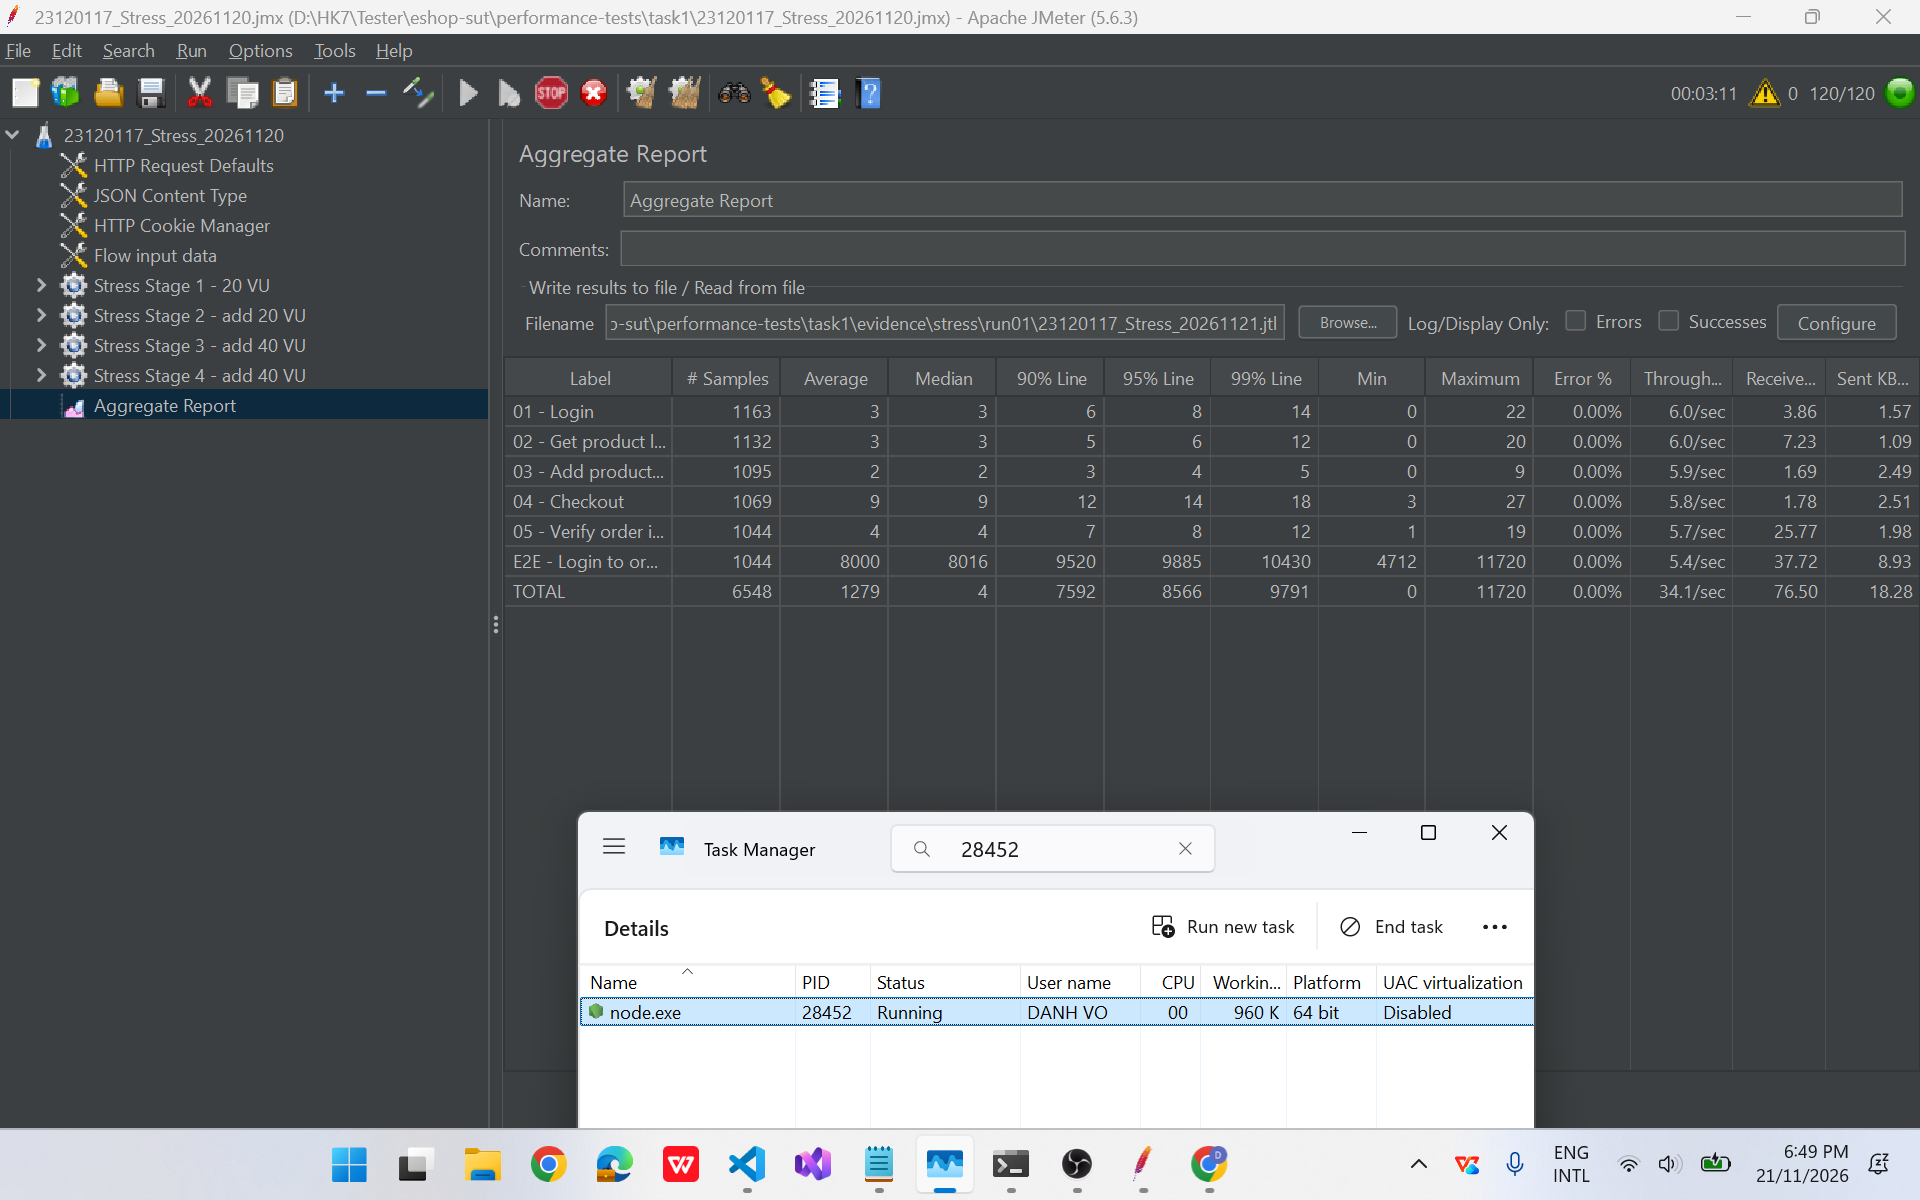 23120117_Stress_20261120.jmx (D:\HK7\Tester\eshop-sut\performance-tests\task1\23120117_Stress_20261120.jmx) - Apache JMeter (5.6.3)
File Edit Search Run Options Tools Help
STOP 00:03:11 0 120/120
23120117_Stress_20261120
HTTP Request Defaults
JSON Content Type
HTTP Cookie Manager
Flow input data
Stress Stage 1 - 20 VU
Stress Stage 2 - add 20 VU
Stress Stage 3 - add 40 VU
Stress Stage 4 - add 40 VU
Aggregate Report
Aggregate Report
Name: Aggregate Report
Comments:
Write results to file / Read from file
Filename ɔ-sut\performance-tests\task1\evidence\stress\run01\23120117_Stress_20261121.jtl Browse... Log/Display Only: Errors Successes Configure
Label # Samples Average Median 90% Line 95% Line 99% Line Min Maximum Error % Through... Receive... Sent KB...
01 - Login 1163 3 3 6 8 14 0 22 0.00% 6.0/sec 3.86 1.57
02 - Get product l... 1132 3 3 5 6 12 0 20 0.00% 6.0/sec 7.23 1.09
03 - Add product... 1095 2 2 3 4 5 0 9 0.00% 5.9/sec 1.69 2.49
04 - Checkout 1069 9 9 12 14 18 3 27 0.00% 5.8/sec 1.78 2.51
05 - Verify order i... 1044 4 4 7 8 12 1 19 0.00% 5.7/sec 25.77 1.98
E2E - Login to or... 1044 8000 8016 9520 9885 10430 4712 11720 0.00% 5.4/sec 37.72 8.93
TOTAL 6548 1279 4 7592 8566 9791 0 11720 0.00% 34.1/sec 76.50 18.28
Task Manager 28452
Details Run new task End task
Name PID Status User name CPU Workin... Platform UAC virtualization
node.exe 28452 Running DANH VO 00 960 K 64 bit Disabled
ENG
INTL
6:49 PM
21/11/2026